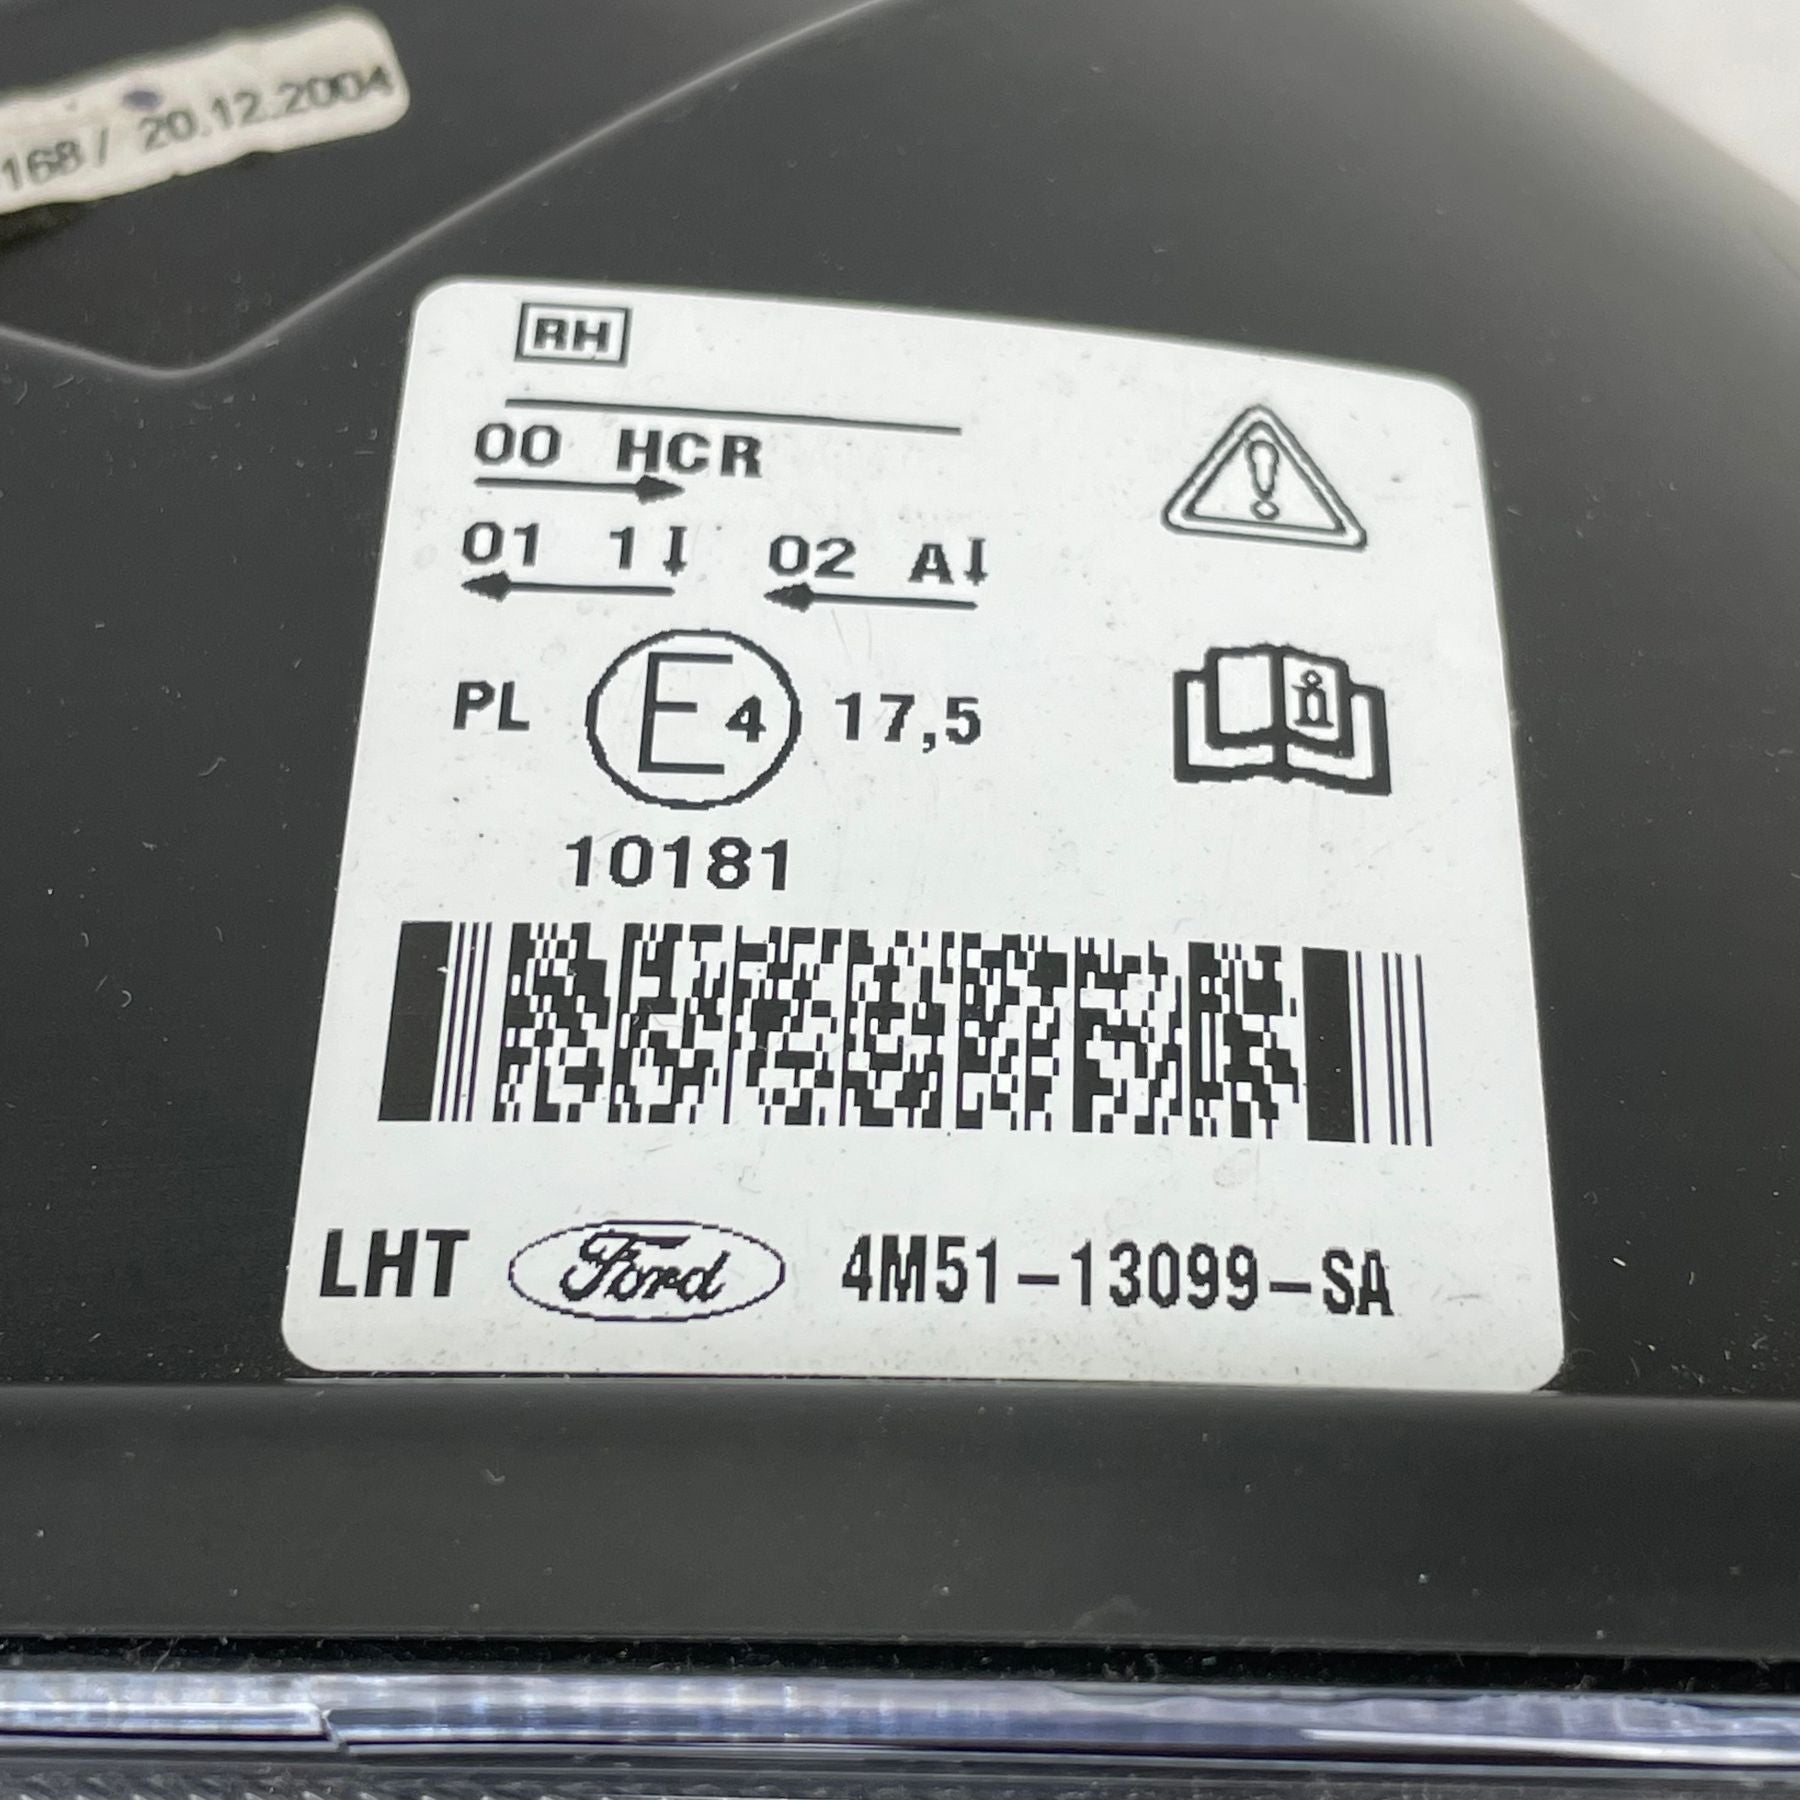 168/ 20.12.2004
RH
00 HCR
01 1 02 A
PL E4 17,5
10181
LHT Ford 4M51-13099-SA